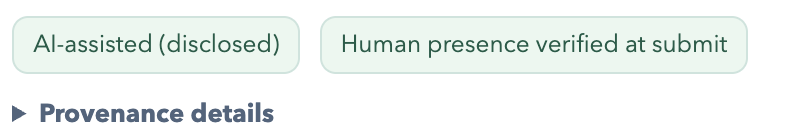 AI-assisted (disclosed) Human presence verified at submit
Provenance details